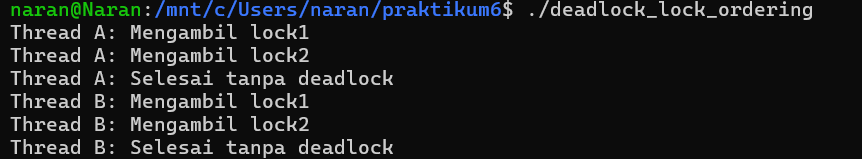 naran@Naran:/mnt/c/Users/naran/praktikum6$ ./deadlock_lock_ordering
Thread A: Mengambil lock1
Thread A: Mengambil lock2
Thread A: Selesai tanpa deadlock
Thread B: Mengambil lock1
Thread B: Mengambil lock2
Thread B: Selesai tanpa deadlock